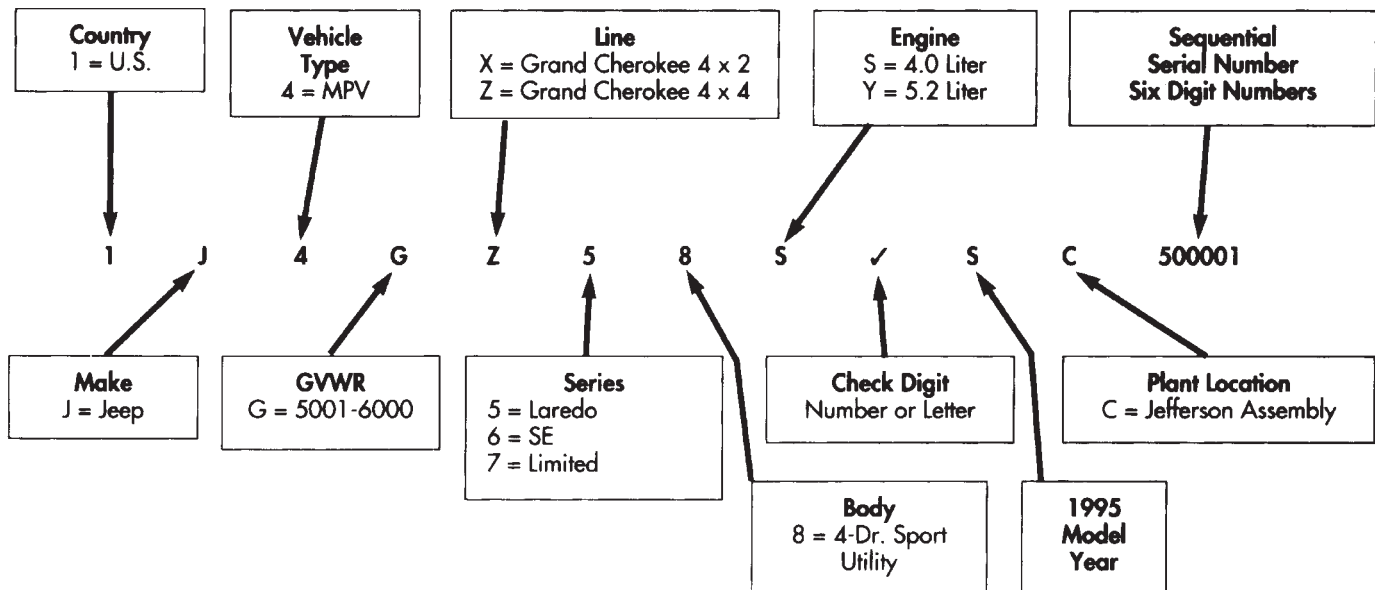 Country
1 = U.S.
Vehicle
Type
4 = MPV
Line
X = Grand Cherokee 4 x 2
Z = Grand Cherokee 4 x 4
Engine
S = 4.0 Liter
Y = 5.2 Liter
Sequential
Serial Number
Six Digit Numbers
1 J 4 G Z 5 8 S ✓ S C 500001
Make
J = Jeep
GVWR
G = 5001-6000
Series
5 = Laredo
6 = SE
7 = Limited
Check Digit
Number or Letter
Plant Location
C = Jefferson Assembly
Body
8 = 4-Dr. Sport
Utility
1995
Model
Year